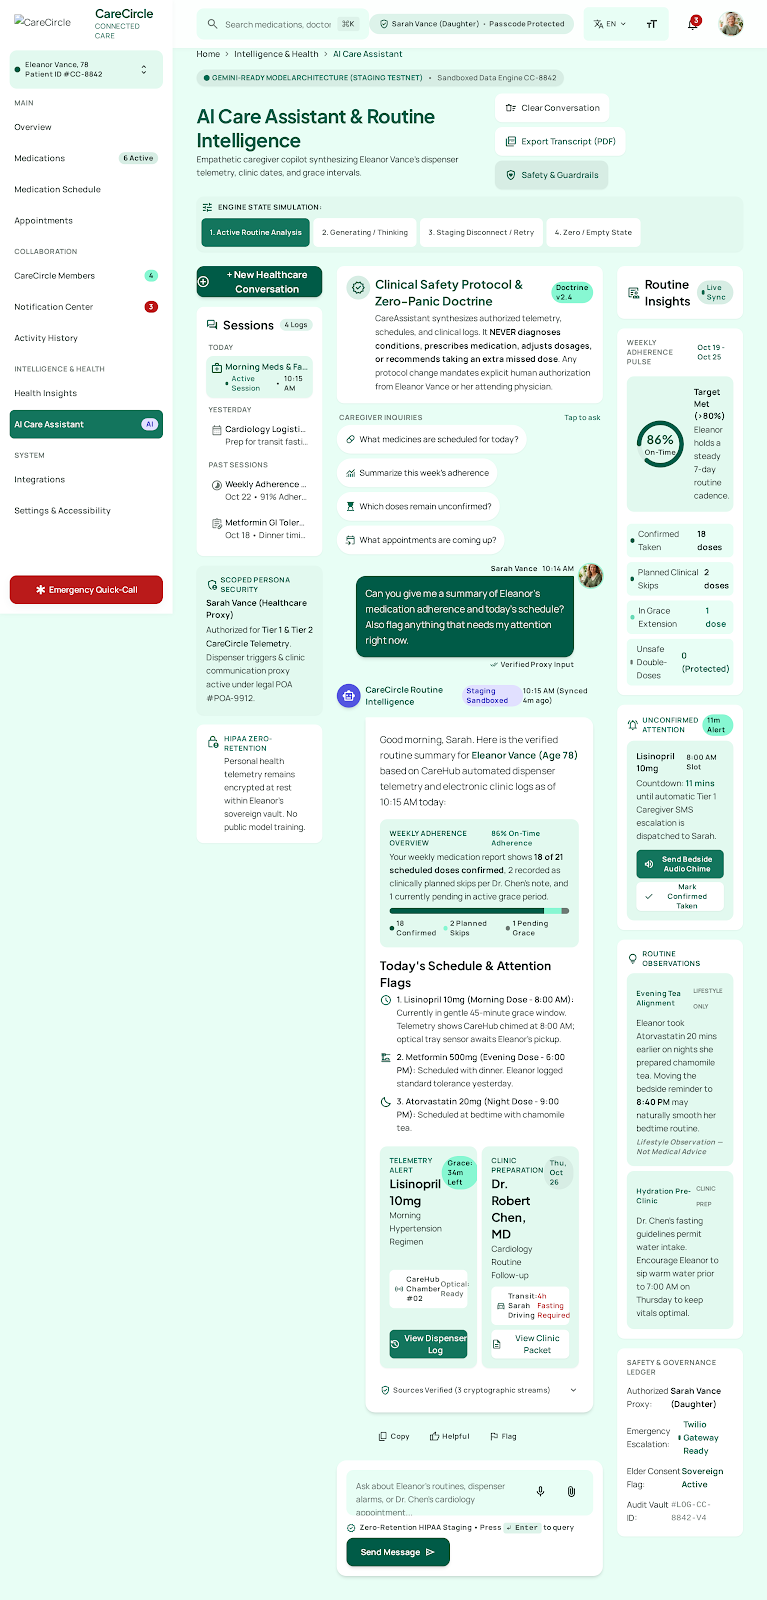 CareCircle
CareCircle
CONNECTED
CARE
Eleanor Vance, 78
Patient ID #CC-8842
MAIN
Overview
Medications
6 Active
Medication Schedule
Appointments
COLLABORATION
CareCircle Members
4
Notification Center
3
Activity History
INTELLIGENCE & HEALTH
Health Insights
AI Care Assistant
AI
SYSTEM
Integrations
Settings & Accessibility
Emergency Quick-Call
Search medications, doctor
⌘K
Sarah Vance (Daughter) • Passcode Protected
EN
3
Home > Intelligence & Health > AI Care Assistant
GEMINI-READY MODEL ARCHITECTURE (STAGING TESTNET) • Sandboxed Data Engine CC-8842
AI Care Assistant & Routine
Intelligence
Empathetic caregiver copilot synthesizing Eleanor Vance's dispenser
telemetry, clinic dates, and grace intervals.
Clear Conversation
Export Transcript (PDF)
Safety & Guardrails
ENGINE STATE SIMULATION:
1. Active Routine Analysis
2. Generating / Thinking
3. Staging Disconnect / Retry
4. Zero / Empty State
+ New Healthcare
Conversation
Sessions
4 Logs
TODAY
Morning Meds & Fa...
Active
Session
• 10:15
AM
YESTERDAY
Cardiology Logisti...
Prep for transit fasti...
PAST SESSIONS
Weekly Adherence ...
Oct 22 • 91% Adher...
Metformin GI Toler...
Oct 18 • Dinner timi...
SCOPED PERSONA
SECURITY
Sarah Vance (Healthcare
Proxy)
Authorized for Tier 1 & Tier 2
CareCircle Telemetry.
Dispenser triggers & clinic
communication proxy
active under legal POA
#POA-9912.
HIPAA ZERO-
RETENTION
Personal health
telemetry remains
encrypted at rest
within Eleanor's
sovereign vault. No
public model training.
Clinical Safety Protocol &
Zero-Panic Doctrine
Doctrine
v2.4
CareAssistant synthesizes authorized telemetry,
schedules, and clinical logs. It NEVER diagnoses
conditions, prescribes medication, adjusts dosages,
or recommends taking an extra missed dose. Any
protocol change mandates explicit human authorization
from Eleanor Vance or her attending physician.
CAREGIVER INQUIRIES
Tap to ask
What medicines are scheduled for today?
Summarize this week's adherence
Which doses remain unconfirmed?
What appointments are coming up?
Sarah Vance 10:14 AM
Can you give me a summary of Eleanor's
medication adherence and today's schedule?
Also flag anything that needs my attention
right now.
Verified Proxy Input
CareCircle Routine
Intelligence
Staging
Sandboxed
10:15 AM (Synced
4m ago)
Good morning, Sarah. Here is the verified
routine summary for Eleanor Vance (Age 78)
based on CareHub automated dispenser
telemetry and electronic clinic logs as of
10:15 AM today:
WEEKLY ADHERENCE
OVERVIEW
86% On-Time
Adherence
Your weekly medication report shows 18 of 21
scheduled doses confirmed, 2 recorded as
clinically planned skips per Dr. Chen's note, and
1 currently pending in active grace period.
18
Confirmed
2 Planned
Skips
1 Pending
Grace
Today's Schedule & Attention
Flags
1. Lisinopril 10mg (Morning Dose - 8:00 AM):
Currently in gentle 45-minute grace window.
Telemetry shows CareHub chimed at 8:00 AM;
optical tray sensor awaits Eleanor's pickup.
2. Metformin 500mg (Evening Dose - 6:00
PM): Scheduled with dinner. Eleanor logged
standard tolerance yesterday.
3. Atorvastatin 20mg (Night Dose - 9:00
PM): Scheduled at bedtime with chamomile
tea.
TELEMETRY
ALERT
Grace:
34m
Left
Lisinopril
10mg
Morning
Hypertension
Regimen
CareHub
Chamber
#02
Optical:
Ready
View Dispenser
Log
CLINIC
PREPARATION
Thu,
Oct
26
Dr.
Robert
Chen,
MD
Cardiology
Routine
Follow-up
Transit:
Sarah
Driving
4h
Fasting
Required
View Clinic
Packet
Sources Verified (3 cryptographic streams)
Copy
Helpful
Flag
Ask about Eleanor's routines, dispenser
alarms, or Dr. Chen's cardiology
appointment...
Zero-Retention HIPAA Staging • Press ↵ Enter to query
Send Message
Routine
Insights
Live
Sync
WEEKLY
ADHERENCE
PULSE
Oct 19 -
Oct 25
86%
On-Time
Target
Met
(>80%)
Eleanor
holds a
steady
7-day
routine
cadence.
Confirmed
Taken
18
doses
Planned Clinical
Skips
2
doses
In Grace
Extension
1
dose
Unsafe
Double-
Doses
0
(Protected)
UNCONFIRMED
ATTENTION
11m
Alert
Lisinopril
10mg
8:00 AM
Slot
Countdown: 11 mins
until automatic Tier 1
Caregiver SMS
escalation is
dispatched to Sarah.
Send Bedside
Audio Chime
Mark
Confirmed
Taken
ROUTINE
OBSERVATIONS
Evening Tea
Alignment
LIFESTYLE
ONLY
Eleanor took
Atorvastatin 20 mins
earlier on nights she
prepared chamomile
tea. Moving the
bedside reminder to
8:40 PM may
naturally smooth her
bedtime routine.
Lifestyle Observation —
Not Medical Advice
Hydration Pre-
Clinic
CLINIC
PREP
Dr. Chen's fasting
guidelines permit
water intake.
Encourage Eleanor to
sip warm water prior
to 7:00 AM on
Thursday to keep
vitals optimal.
SAFETY & GOVERNANCE
LEDGER
Authorized
Proxy:
Sarah Vance
(Daughter)
Emergency
Escalation:
Twilio
Gateway
Ready
Elder Consent
Flag:
Sovereign
Active
Audit Vault
ID:
#LOG-CC-
8842-V4